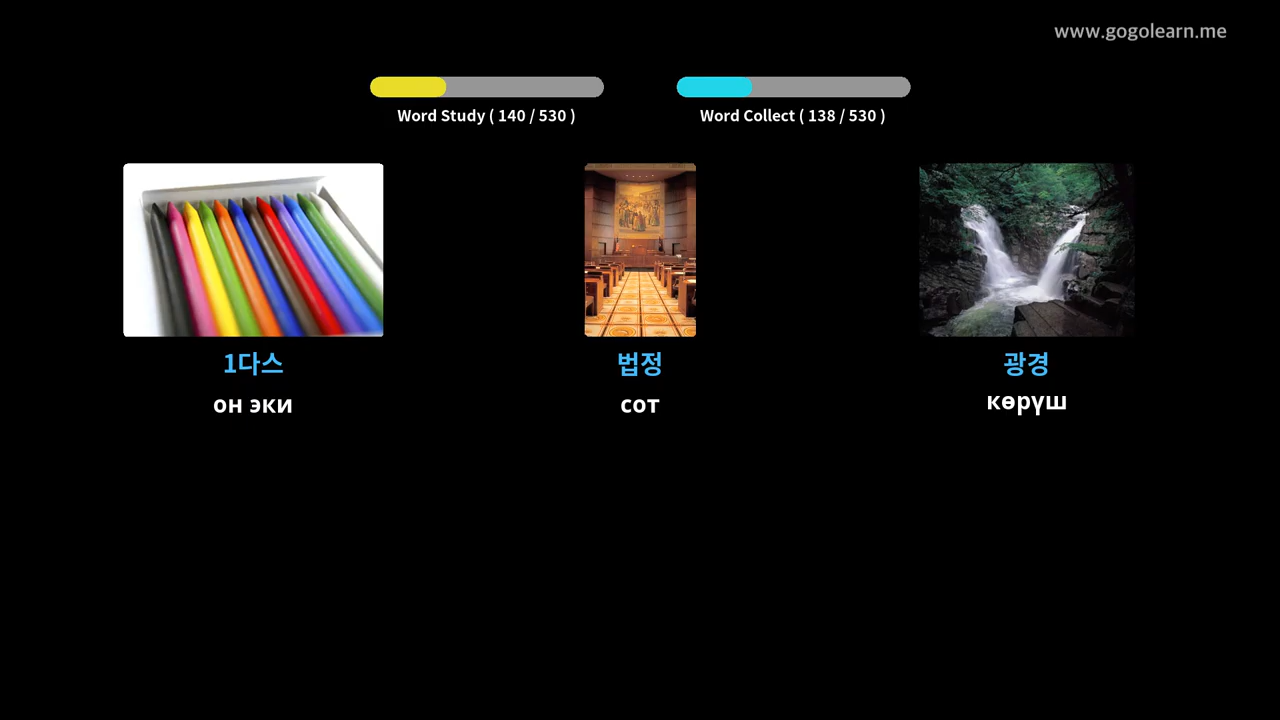 www.gogolearn.me
Word Study ( 140 / 530 )
Word Collect ( 138 / 530 )
1다스
법정
광경
он эки
сот
көрүш